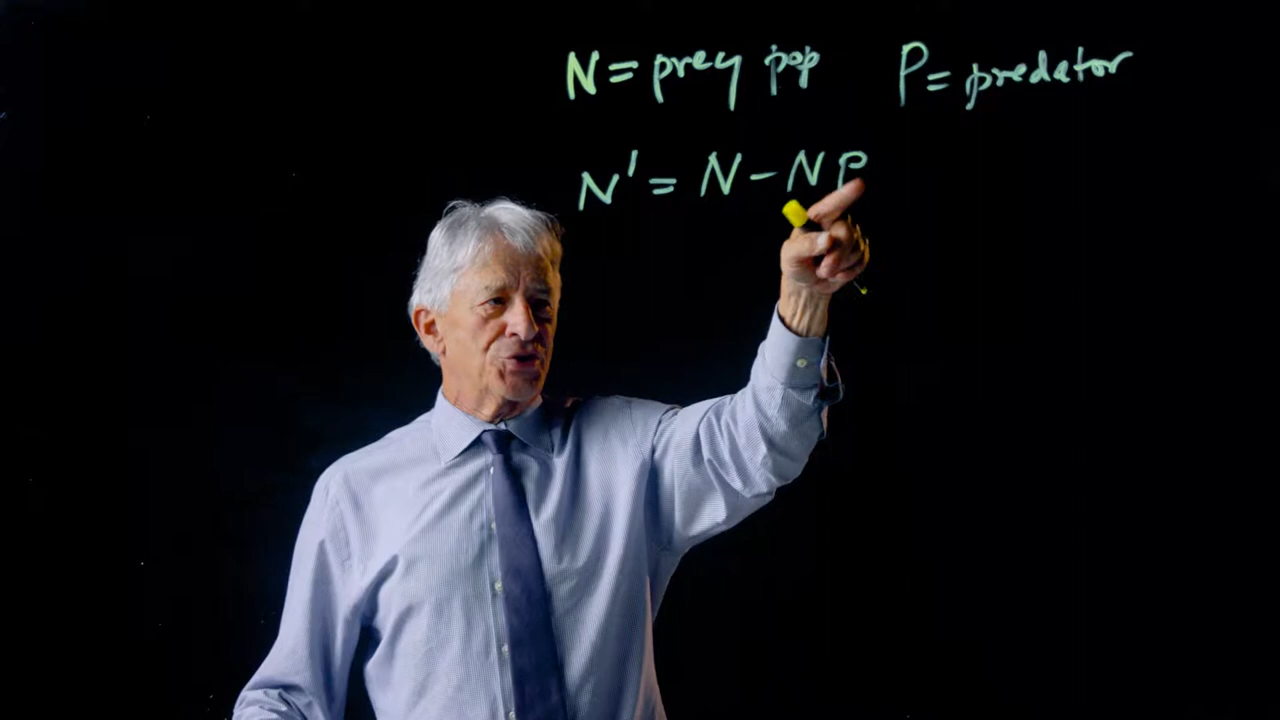 N = prey pop P = predator
N' = N - NP